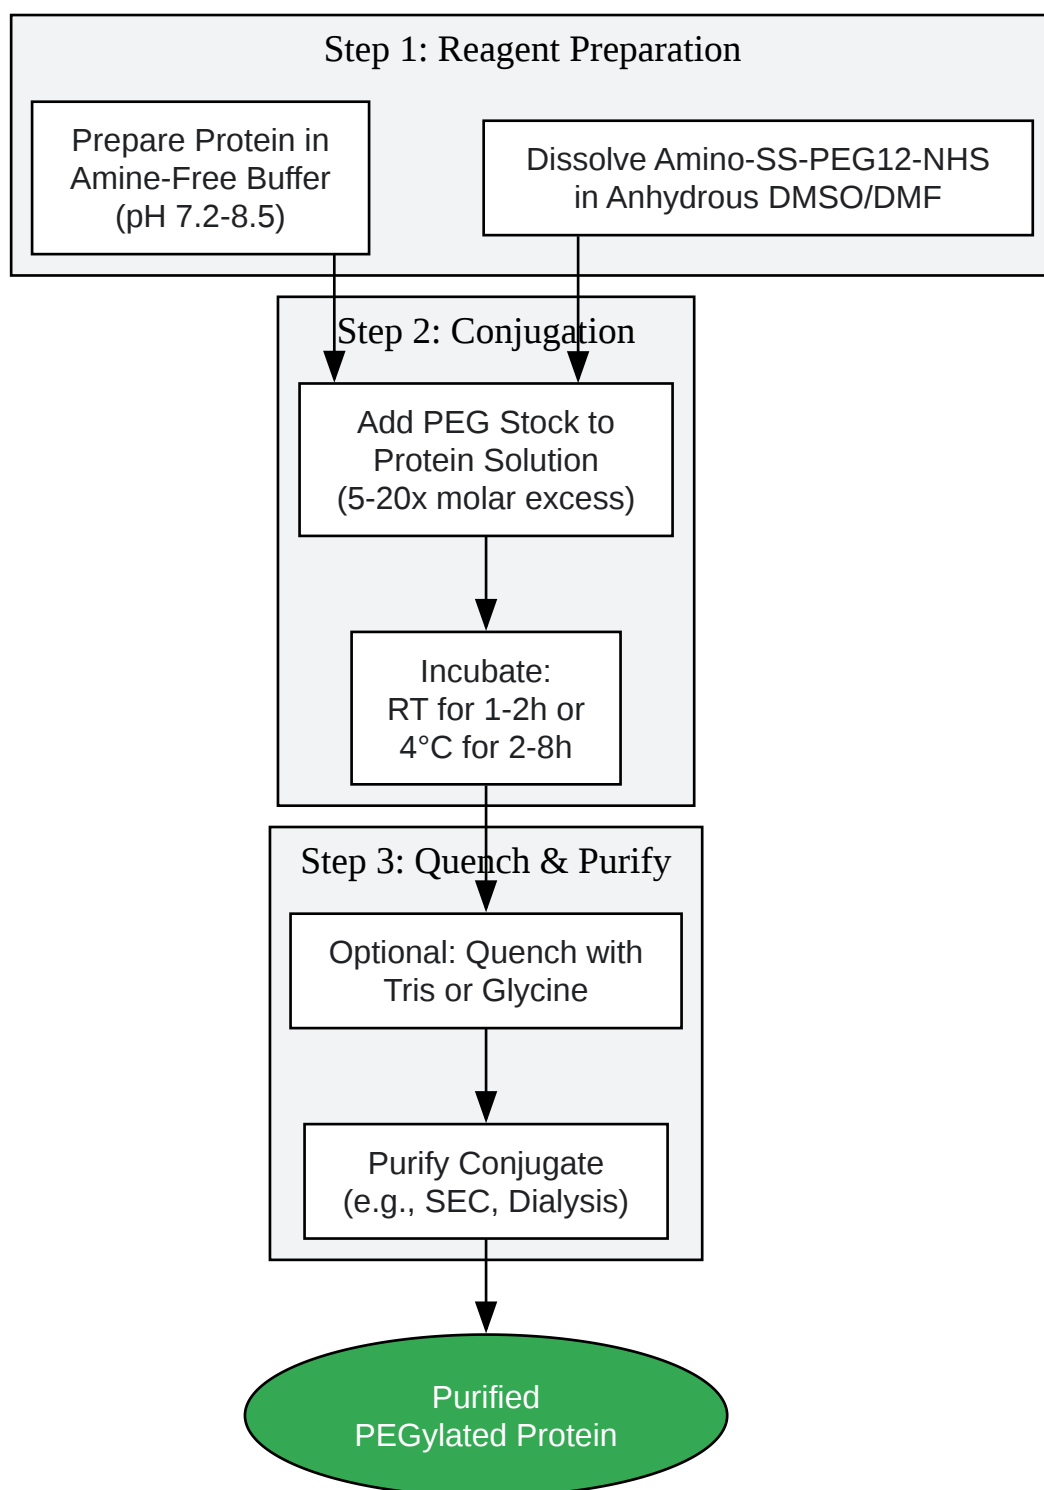 Step 1: Reagent Preparation
Prepare Protein in
Amine-Free Buffer
(pH 7.2-8.5)
Dissolve Amino-SS-PEG12-NHS
in Anhydrous DMSO/DMF
Step 2: Conjugation
Add PEG Stock to
Protein Solution
(5-20x molar excess)
Incubate:
RT for 1-2h or
4°C for 2-8h
Step 3: Quench & Purify
Optional: Quench with
Tris or Glycine
Purify Conjugate
(e.g., SEC, Dialysis)
Purified
PEGylated Protein